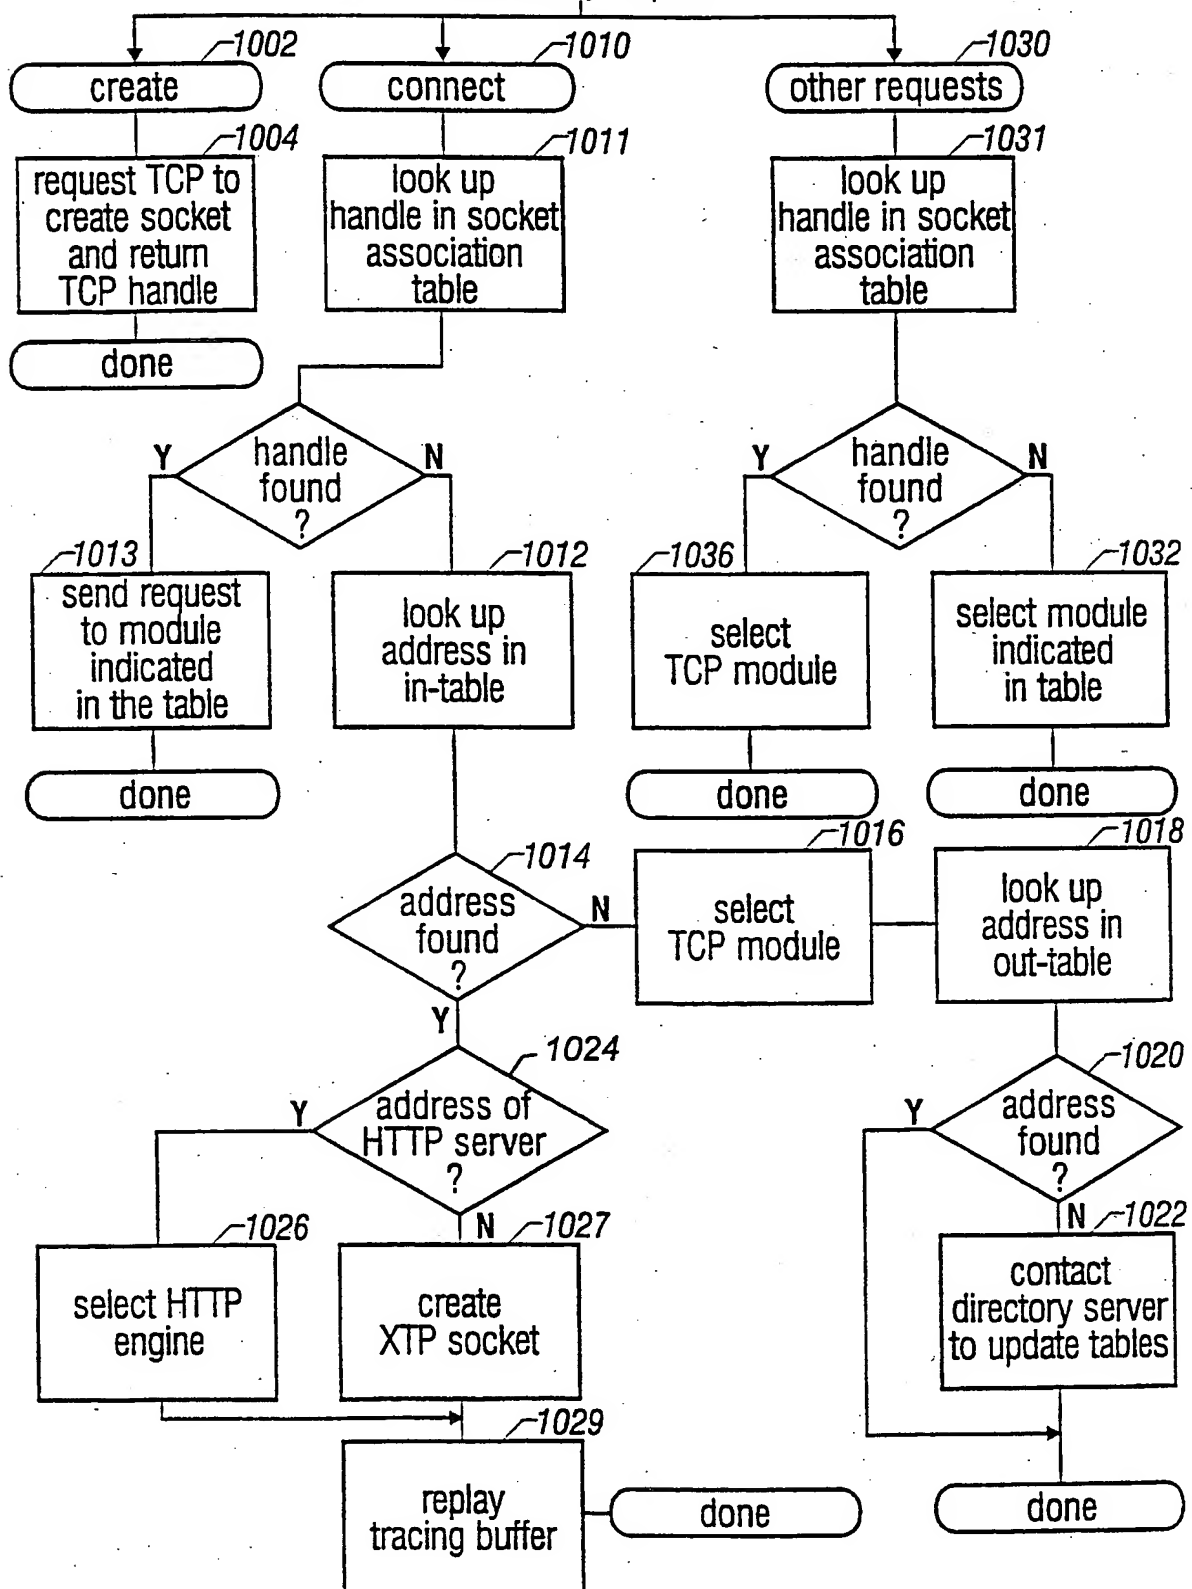 1002
create
1004
request TCP to
create socket
and return
TCP handle
done
1010
connect
1011
look up
handle in socket
association
table
handle
found
?
Y
N
1013
send request
to module
indicated
in the table
done
1012
look up
address in
in-table
1014
address
found
?
N
Y
1016
select
TCP module
1018
look up
address in
out-table
1020
address
found
?
Y
N
1022
contact
directory server
to update tables
done
1024
address of
HTTP server
?
Y
N
1026
select HTTP
engine
1027
create
XTP socket
1029
replay
tracing buffer
done
1030
other requests
1031
look up
handle in socket
association
table
handle
found
?
Y
N
1036
select
TCP module
done
1032
select module
indicated
in table
done